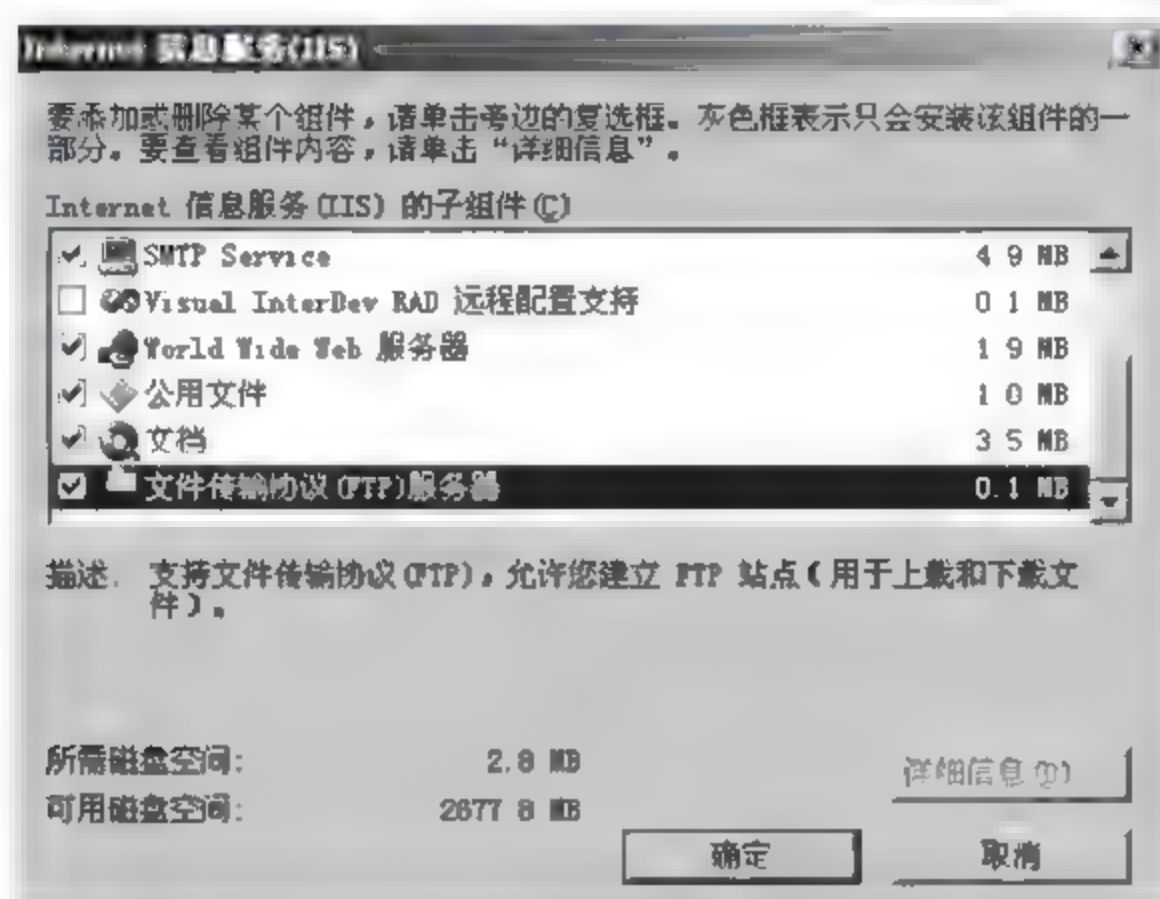 Internet 信息服务(IIS)
要添加或删除某个组件，请单击旁边的复选框。灰色框表示只会安装该组件的一
部分。要查看组件内容，请单击“详细信息”。
Internet 信息服务(IIS) 的子组件(C)
SMTP Service 4 9 MB
Visual InterDev RAD 远程配置支持 0 1 MB
World Wide Web 服务器 1 9 MB
公用文件 1 0 MB
文档 3 5 MB
文件传输协议(FTP)服务器 0.1 MB
描述. 支持文件传输协议(FTP)，允许您建立 FTP 站点(用于上载和下载文
件)。
所需磁盘空间: 2.8 MB
可用磁盘空间: 2677 8 MB
详细信息(D)
确定 取消